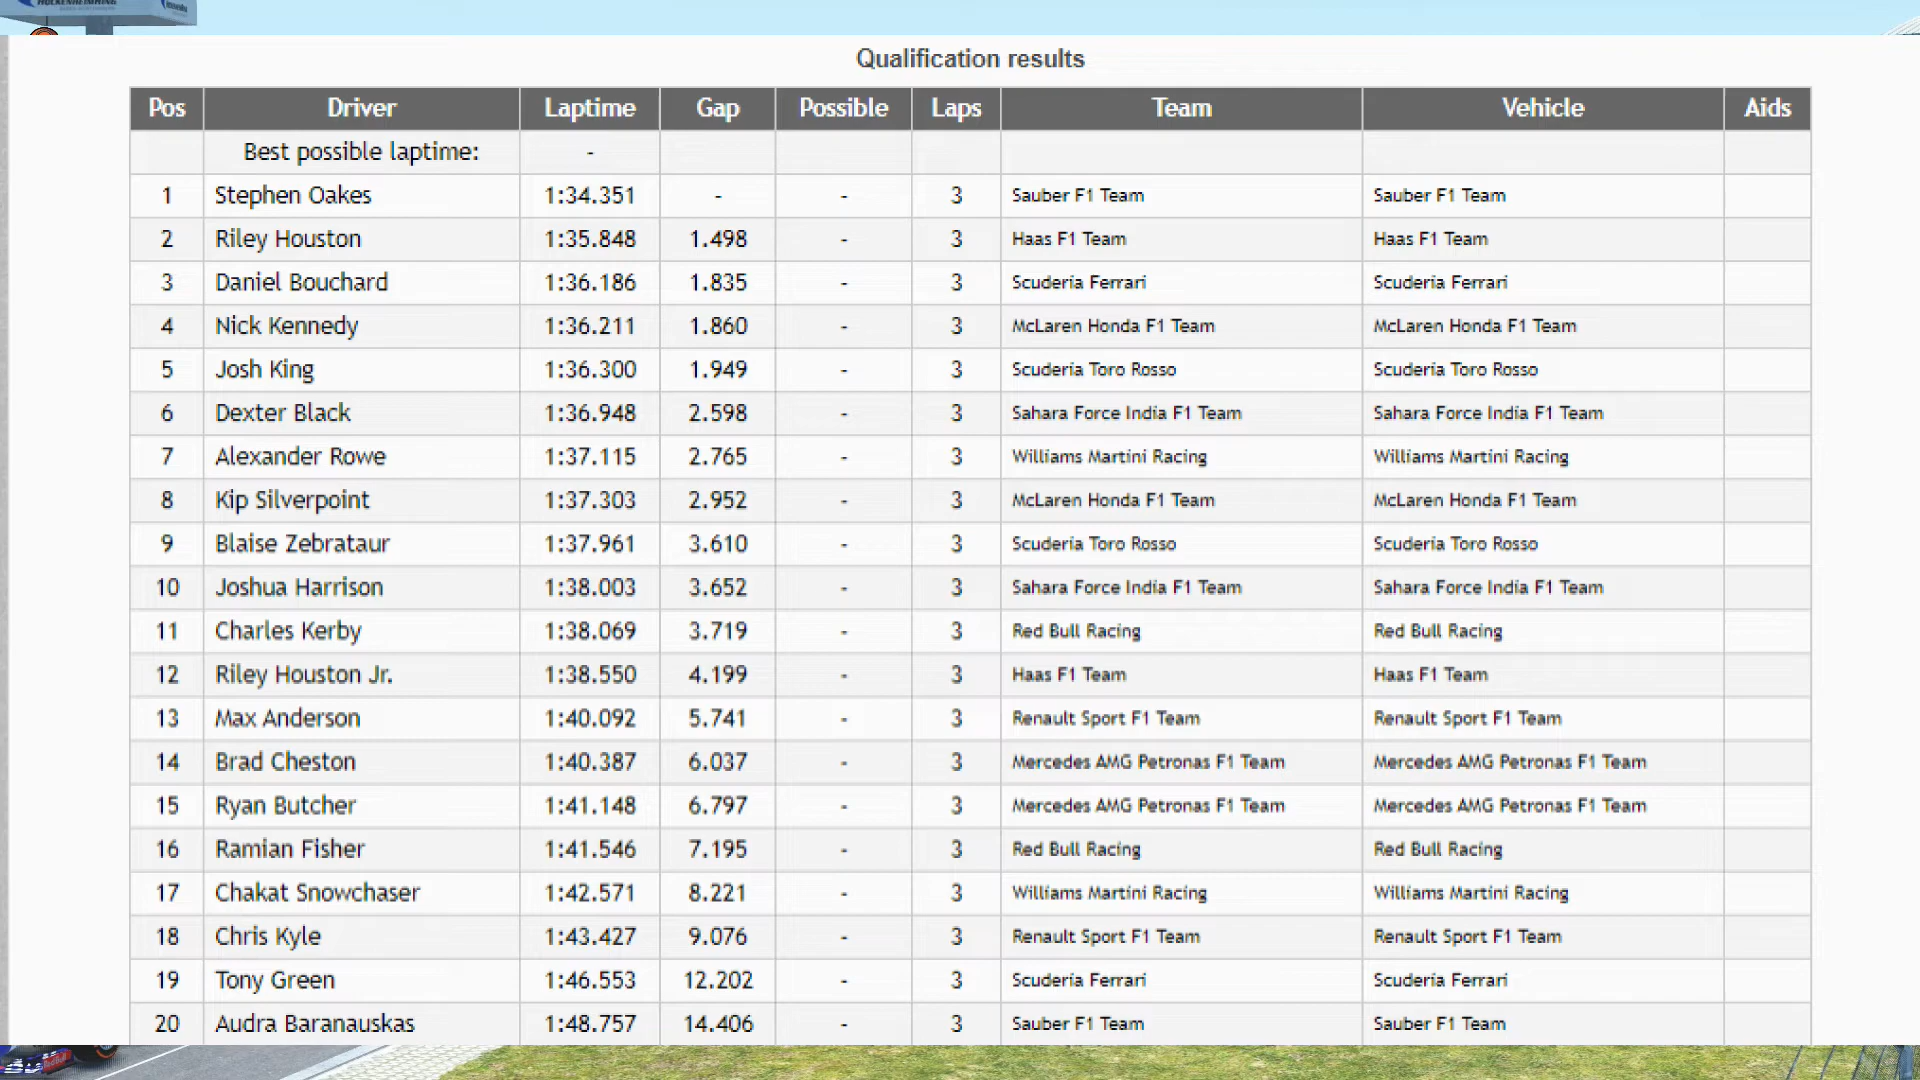 HOCKENHEIMRING
Qualification results
Pos Driver Laptime Gap Possible Laps Team Vehicle Aids
Best possible laptime: -
1 Stephen Oakes 1:34.351 - - 3 Sauber F1 Team Sauber F1 Team
2 Riley Houston 1:35.848 1.498 - 3 Haas F1 Team Haas F1 Team
3 Daniel Bouchard 1:36.186 1.835 - 3 Scuderia Ferrari Scuderia Ferrari
4 Nick Kennedy 1:36.211 1.860 - 3 McLaren Honda F1 Team McLaren Honda F1 Team
5 Josh King 1:36.300 1.949 - 3 Scuderia Toro Rosso Scuderia Toro Rosso
6 Dexter Black 1:36.948 2.598 - 3 Sahara Force India F1 Team Sahara Force India F1 Team
7 Alexander Rowe 1:37.115 2.765 - 3 Williams Martini Racing Williams Martini Racing
8 Kip Silverpoint 1:37.303 2.952 - 3 McLaren Honda F1 Team McLaren Honda F1 Team
9 Blaise Zebrataur 1:37.961 3.610 - 3 Scuderia Toro Rosso Scuderia Toro Rosso
10 Joshua Harrison 1:38.003 3.652 - 3 Sahara Force India F1 Team Sahara Force India F1 Team
11 Charles Kerby 1:38.069 3.719 - 3 Red Bull Racing Red Bull Racing
12 Riley Houston Jr. 1:38.550 4.199 - 3 Haas F1 Team Haas F1 Team
13 Max Anderson 1:40.092 5.741 - 3 Renault Sport F1 Team Renault Sport F1 Team
14 Brad Cheston 1:40.387 6.037 - 3 Mercedes AMG Petronas F1 Team Mercedes AMG Petronas F1 Team
15 Ryan Butcher 1:41.148 6.797 - 3 Mercedes AMG Petronas F1 Team Mercedes AMG Petronas F1 Team
16 Ramian Fisher 1:41.546 7.195 - 3 Red Bull Racing Red Bull Racing
17 Chakat Snowchaser 1:42.571 8.221 - 3 Williams Martini Racing Williams Martini Racing
18 Chris Kyle 1:43.427 9.076 - 3 Renault Sport F1 Team Renault Sport F1 Team
19 Tony Green 1:46.553 12.202 - 3 Scuderia Ferrari Scuderia Ferrari
20 Audra Baranauskas 1:48.757 14.406 - 3 Sauber F1 Team Sauber F1 Team
Red Bull